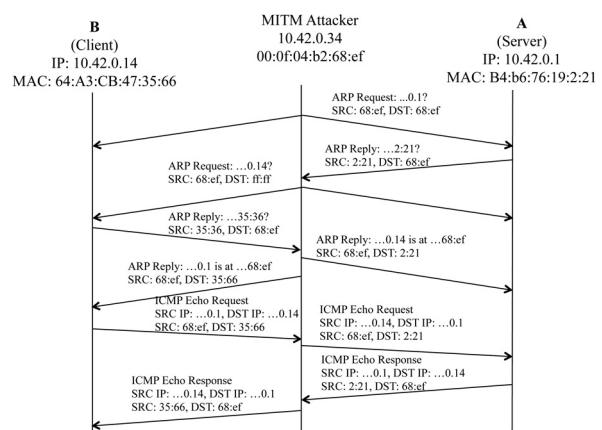 B
(Client)
IP: 10.42.0.14
MAC: 64:A3:CB:47:35:66
MITM Attacker
10.42.0.34
00:0f:04:b2:68:ef
A
(Server)
IP: 10.42.0.1
MAC: B4:b6:76:19:2:21
ARP Request: ...0.1?
SRC: 68:ef, DST: 68:ef
ARP Reply: …2:21?
SRC: 2:21, DST: 68:ef
ARP Request: …0.14?
SRC: 68:ef, DST: ff:ff
ARP Reply: …35:36?
SRC: 35:36, DST: 68:ef
ARP Reply: …0.14 is at …68:ef
SRC: 68:ef, DST: 2:21
ARP Reply: …0.1 is at …68:ef
SRC: 68:ef, DST: 35:66
ICMP Echo Request
SRC IP: …0.1, DST IP: …0.14
SRC: 68:ef, DST: 35:66
ICMP Echo Request
SRC IP: …0.14, DST IP: …0.1
SRC: 68:ef, DST: 2:21
ICMP Echo Response
SRC IP: …0.1, DST IP: …0.14
SRC: 2:21, DST: 68:ef
ICMP Echo Response
SRC IP: …0.14, DST IP: …0.1
SRC: 35:66, DST: 68:ef